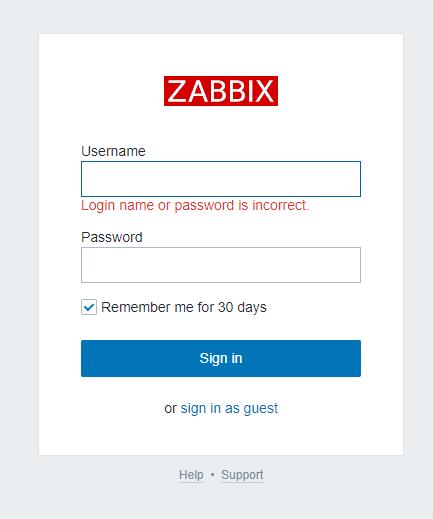 ZABBIX
Username
Login name or password is incorrect.
Password
Remember me for 30 days
Sign in
or sign in as guest
Help • Support